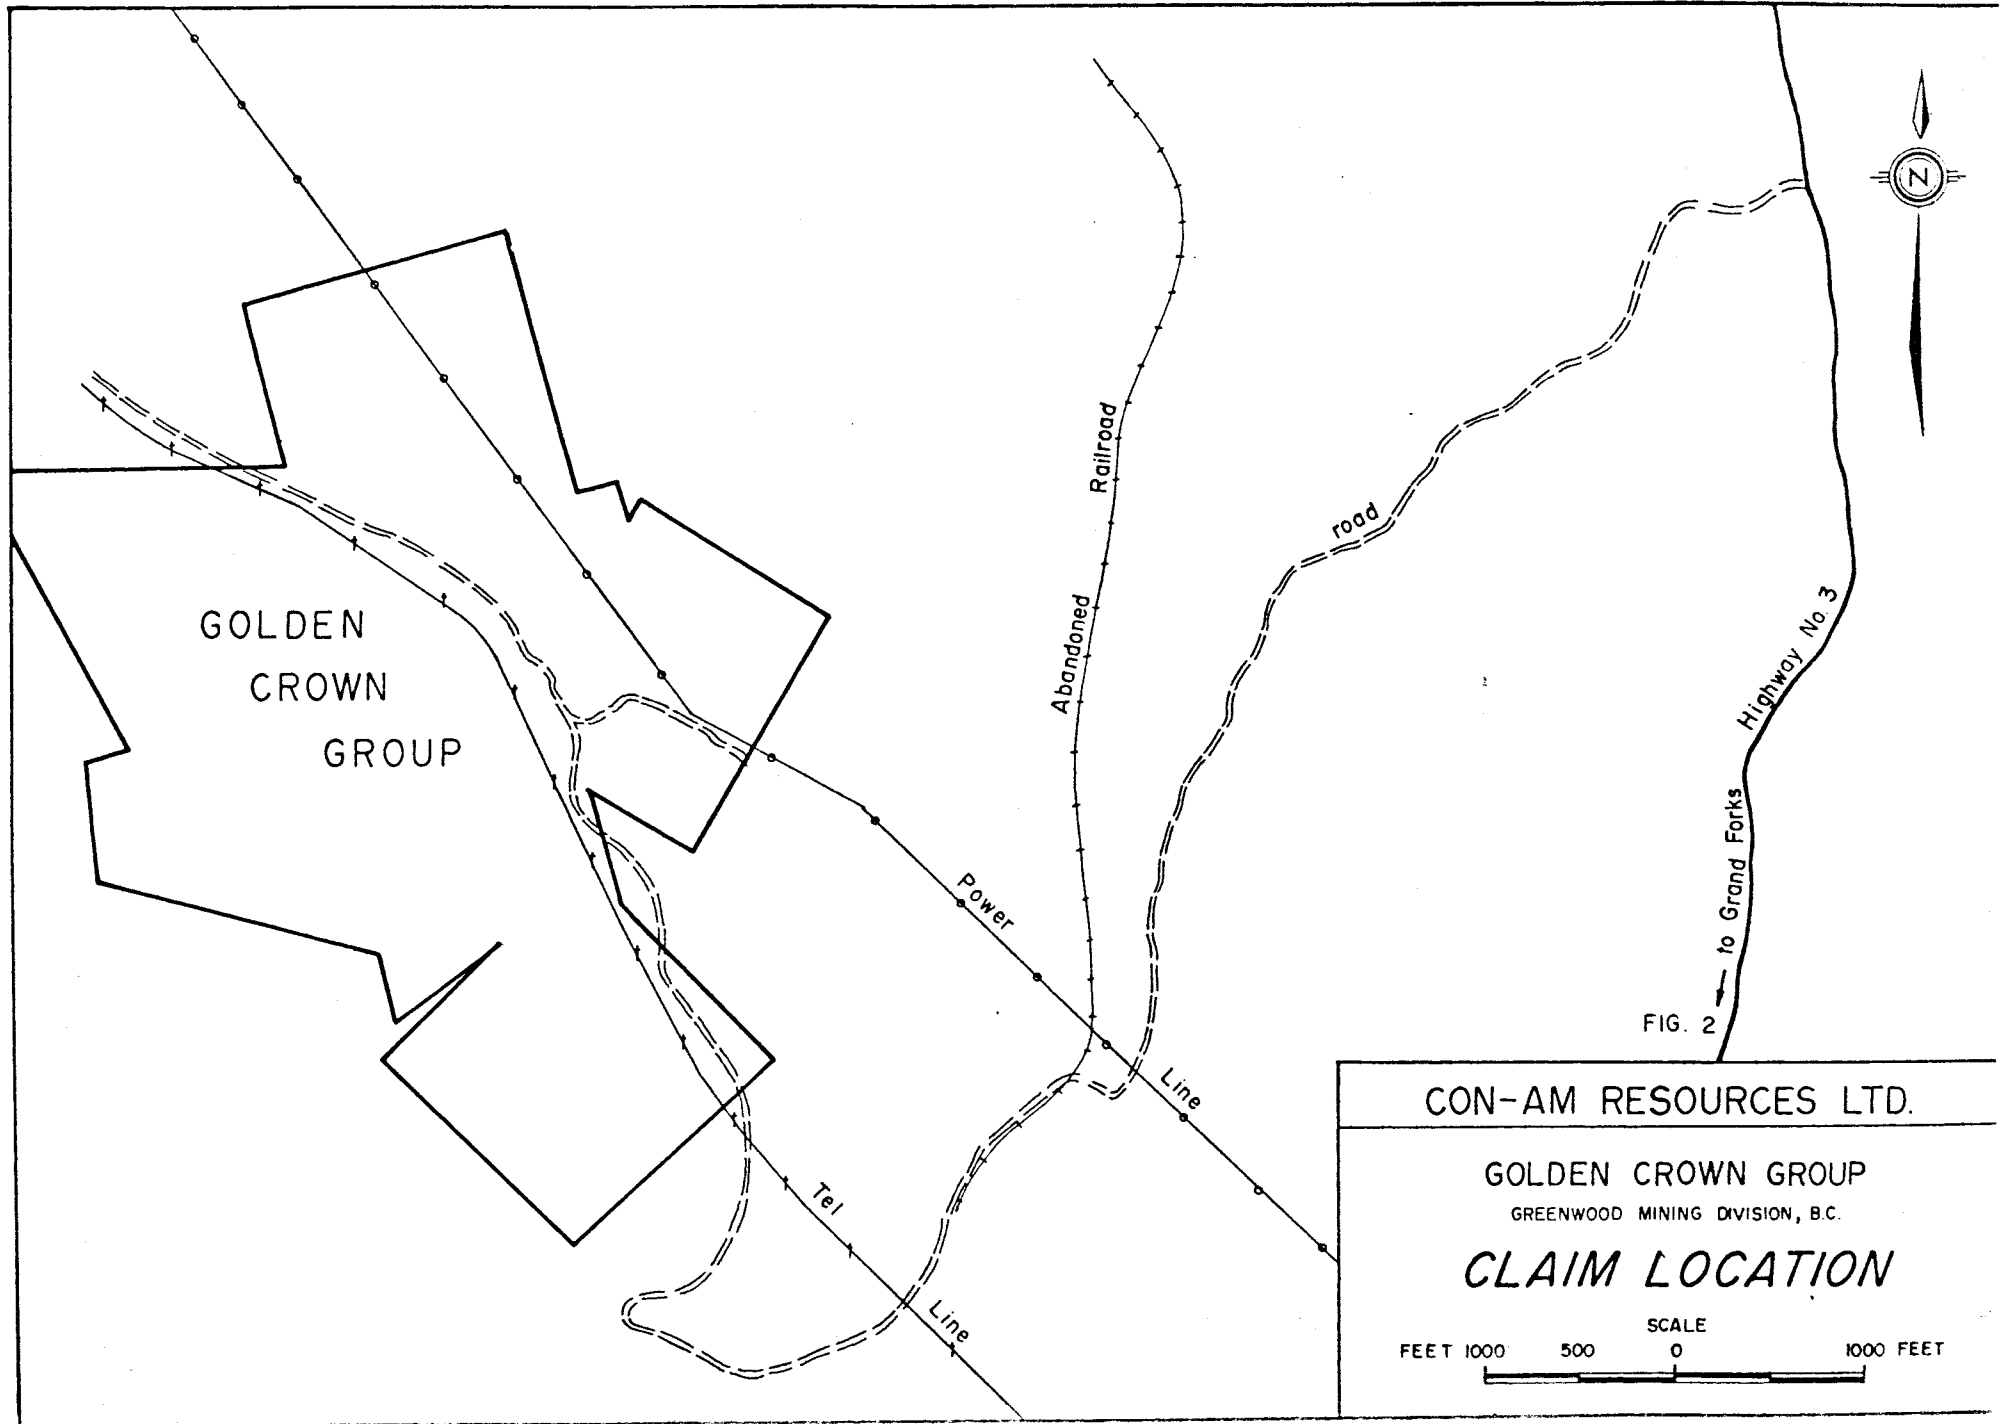 N
Railroad
road
Abandoned
Highway No. 3
GOLDEN
CROWN
GROUP
to Grand Forks
Power
Line
FIG. 2
Tel
Line
CON-AM RESOURCES LTD.
GOLDEN CROWN GROUP
GREENWOOD MINING DIVISION, B.C.
CLAIM LOCATION
SCALE
FEET 1000 500 0 1000 FEET